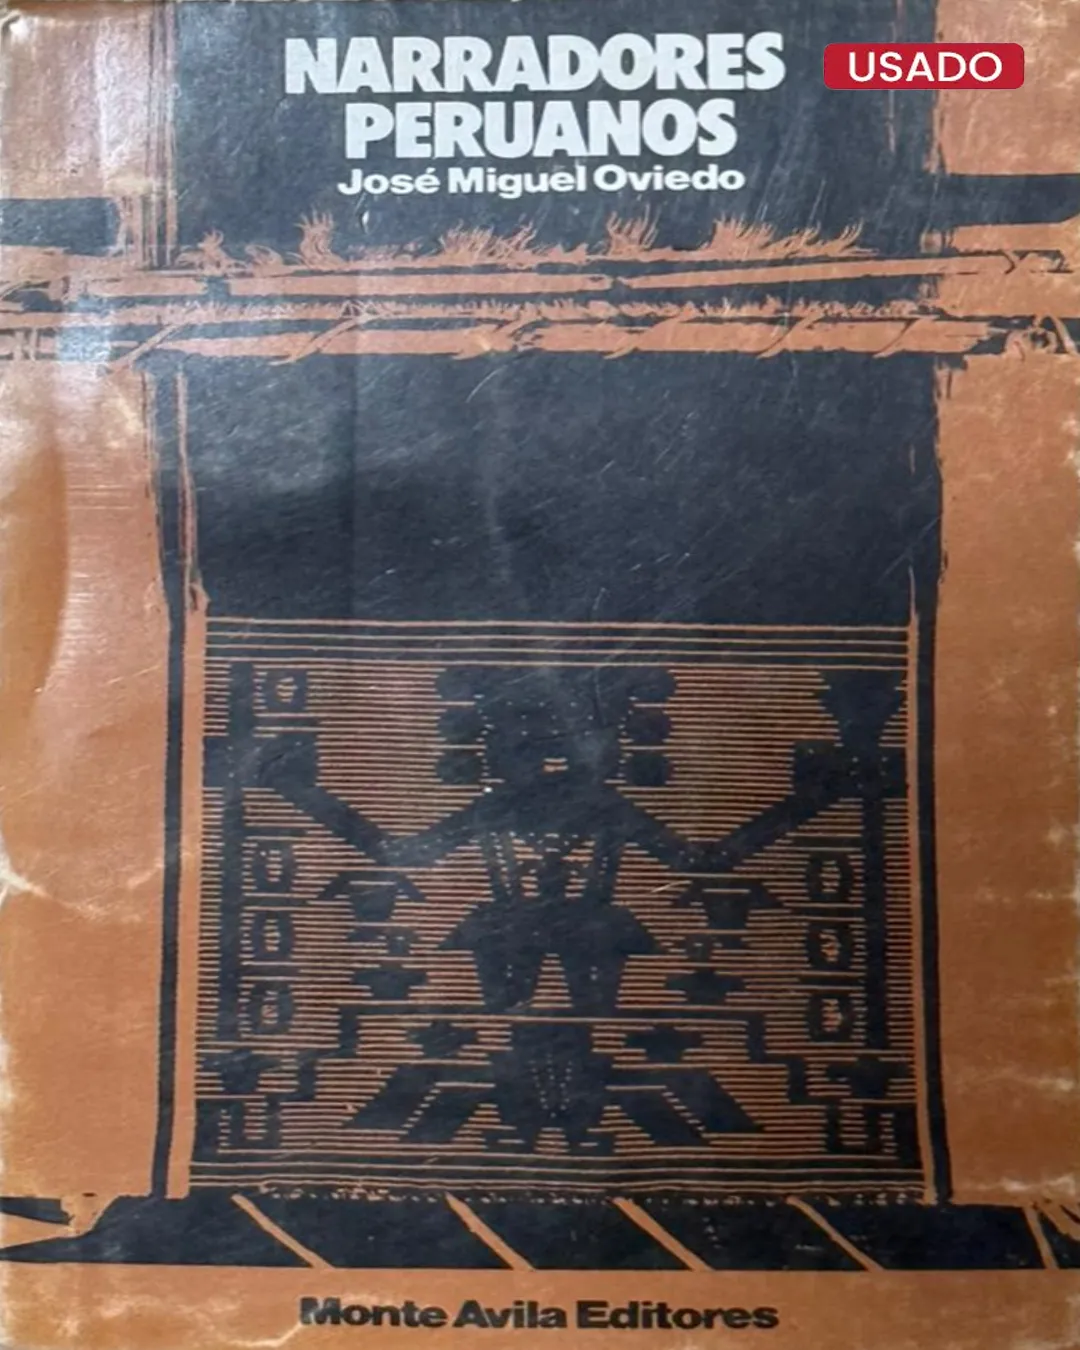 NARRADORES
USADO
PERUANOS
José Miguel Oviedo
Monte Avila Editores